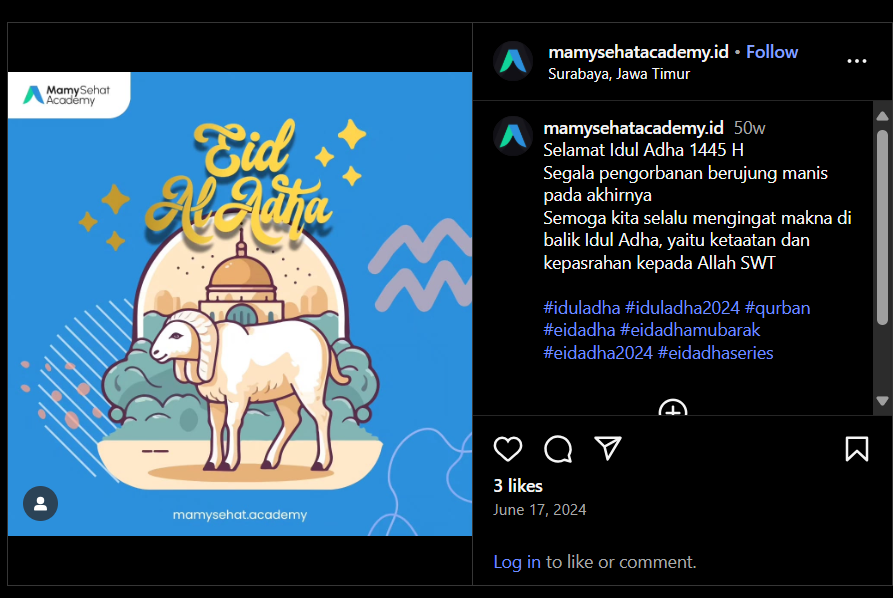 MamySehat
Academy
Eid
Al Adha
mamysehat.academy
mamysehatacademy.id • Follow
Surabaya, Jawa Timur
mamysehatacademy.id 50w
Selamat Idul Adha 1445 H
Segala pengorbanan berujung manis
pada akhirnya
Semoga kita selalu mengingat makna di
balik Idul Adha, yaitu ketaatan dan
kepasrahan kepada Allah SWT
#iduladha #iduladha2024 #qurban
#eidadha #eidadhamubarak
#eidadha2024 #eidadhaseries
3 likes
June 17, 2024
Log in to like or comment.